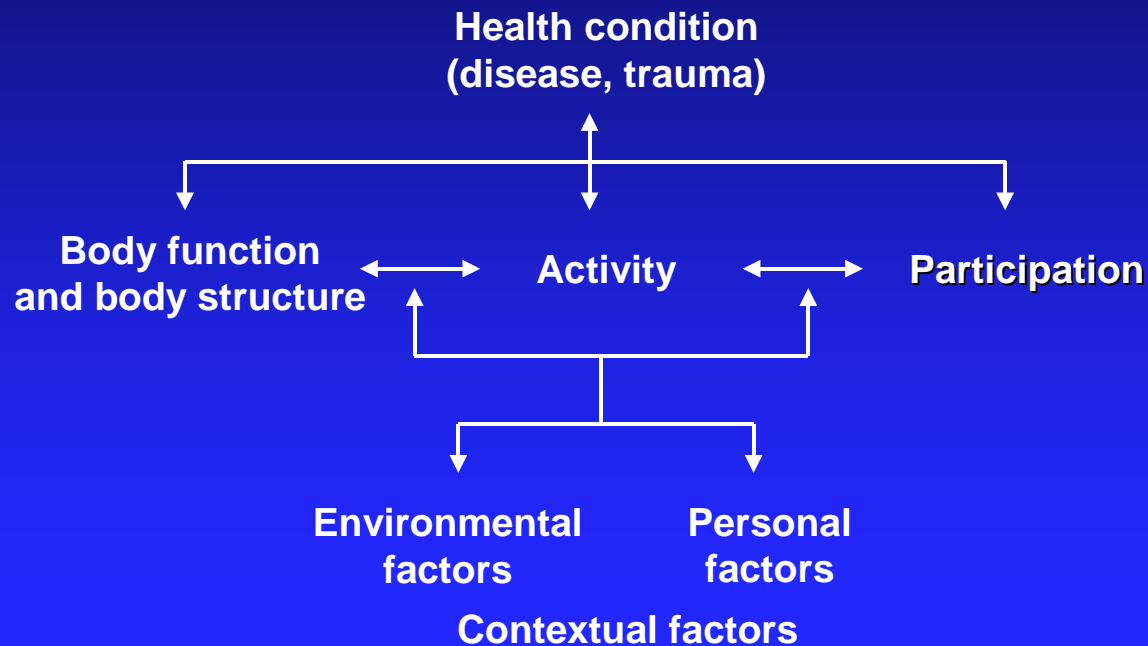 Health condition
(disease, trauma)
Body function
and body structure
Activity
Participation
Environmental
factors
Personal
factors
Contextual factors